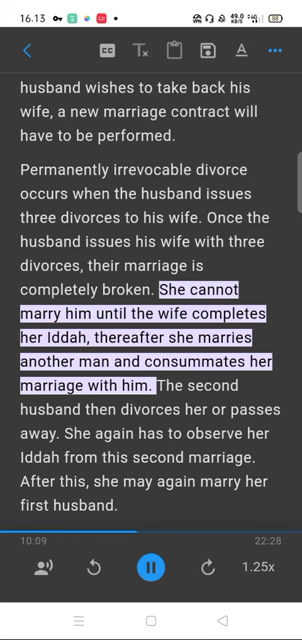 16.13
49.0 KB/S
CC
husband wishes to take back his
wife, a new marriage contract will
have to be performed.
Permanently irrevocable divorce
occurs when the husband issues
three divorces to his wife. Once the
husband issues his wife with three
divorces, their marriage is
completely broken. She cannot
marry him until the wife completes
her Iddah, thereafter she marries
another man and consummates her
marriage with him. The second
husband then divorces her or passes
away. She again has to observe her
Iddah from this second marriage.
After this, she may again marry her
first husband.
10:09
22:28
1.25x